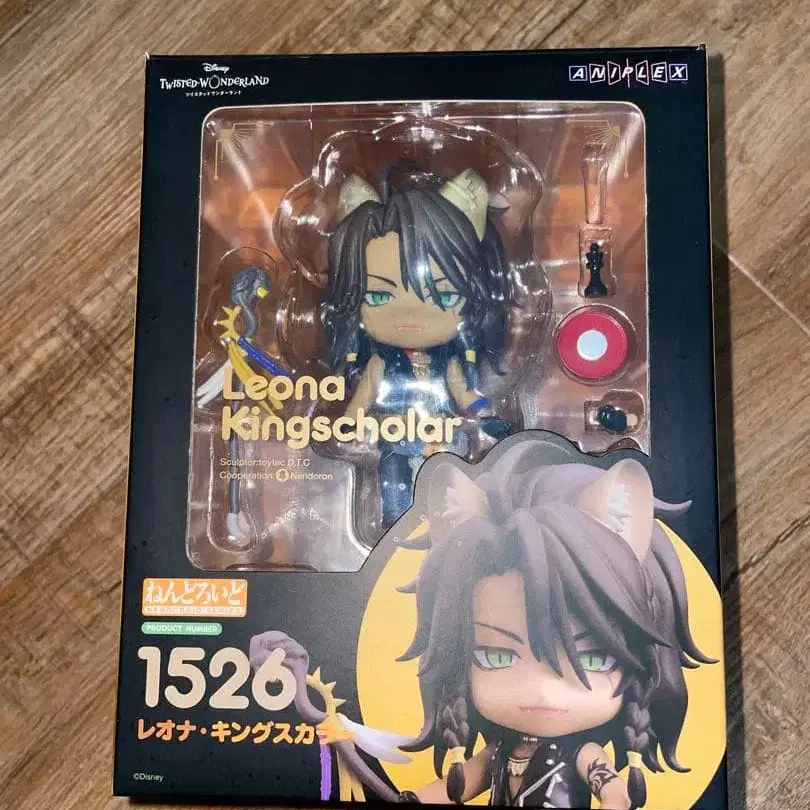 Disney
TWISTED-WONDERLAND
ツイステッドワンダーランド
ANIPLEX
Leona
Kingscholar
Sculptor:toytec D.T.C
Cooperation: Nendoron
ねんどろいど
NENDOROID SERIES
PRODUCT NUMBER
1526
レオナ・キングスカラー
©Disney